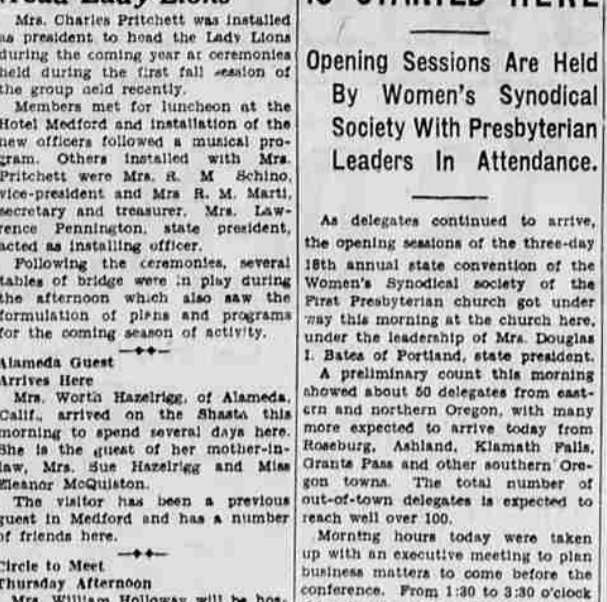 Lady Lions
Mrs. Charles Pritchett was installed
as president to head the Lady Lions
during the coming year at ceremonies
held during the first fall session of
the group held recently.
Members met for luncheon at the
Hotel Medford and installation of the
new officers followed a musical pro-
gram. Others installed with Mrs.
Pritchett were Mrs. R. M Schino,
vice-president and Mrs R. M. Marti,
secretary and treasurer. Mrs. Law-
rence Pennington, state president,
acted as installing officer.
Following the ceremonies, several
tables of bridge were in play during
the afternoon which also saw the
formulation of plans and programs
for the coming season of activity.
Alameda Guest
Arrives Here
Mrs. Worth Hazelrigg, of Alameda,
Calif., arrived on the Shasta this
morning to spend several days here.
She is the guest of her mother-in-
law, Mrs. Sue Hazelrigg and Miss
Eleanor McQuiston.
The visitor has been a previous
guest in Medford and has a number
of friends here.
Circle to Meet
Thursday Afternoon
Mrs. William Holloway will be hos-
IS STARTED HERE
Opening Sessions Are Held
By Women's Synodical
Society With Presbyterian
Leaders In Attendance.
As delegates continued to arrive,
the opening sessions of the three-day
18th annual state convention of the
Women's Synodical society of the
First Presbyterian church got under
way this morning at the church here,
under the leadership of Mrs. Douglas
I. Bates of Portland, state president.
A preliminary count this morning
showed about 50 delegates from east-
ern and northern Oregon, with many
more expected to arrive today from
Roseburg, Ashland, Klamath Falls,
Grants Pass and other southern Ore-
gon towns. The total number of
out-of-town delegates is expected to
reach well over 100.
Morning hours today were taken
up with an executive meeting to plan
business matters to come before the
conference. From 1:30 to 3:30 o'clock